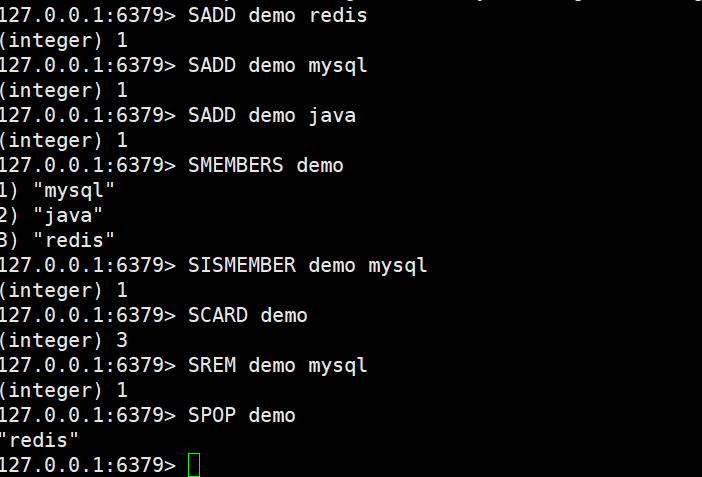 127.0.0.1:6379> SADD demo redis
(integer) 1
127.0.0.1:6379> SADD demo mysql
(integer) 1
127.0.0.1:6379> SADD demo java
(integer) 1
127.0.0.1:6379> SMEMBERS demo
1) "mysql"
2) "java"
3) "redis"
127.0.0.1:6379> SISMEMBER demo mysql
(integer) 1
127.0.0.1:6379> SCARD demo
(integer) 3
127.0.0.1:6379> SREM demo mysql
(integer) 1
127.0.0.1:6379> SPOP demo
"redis"
127.0.0.1:6379>